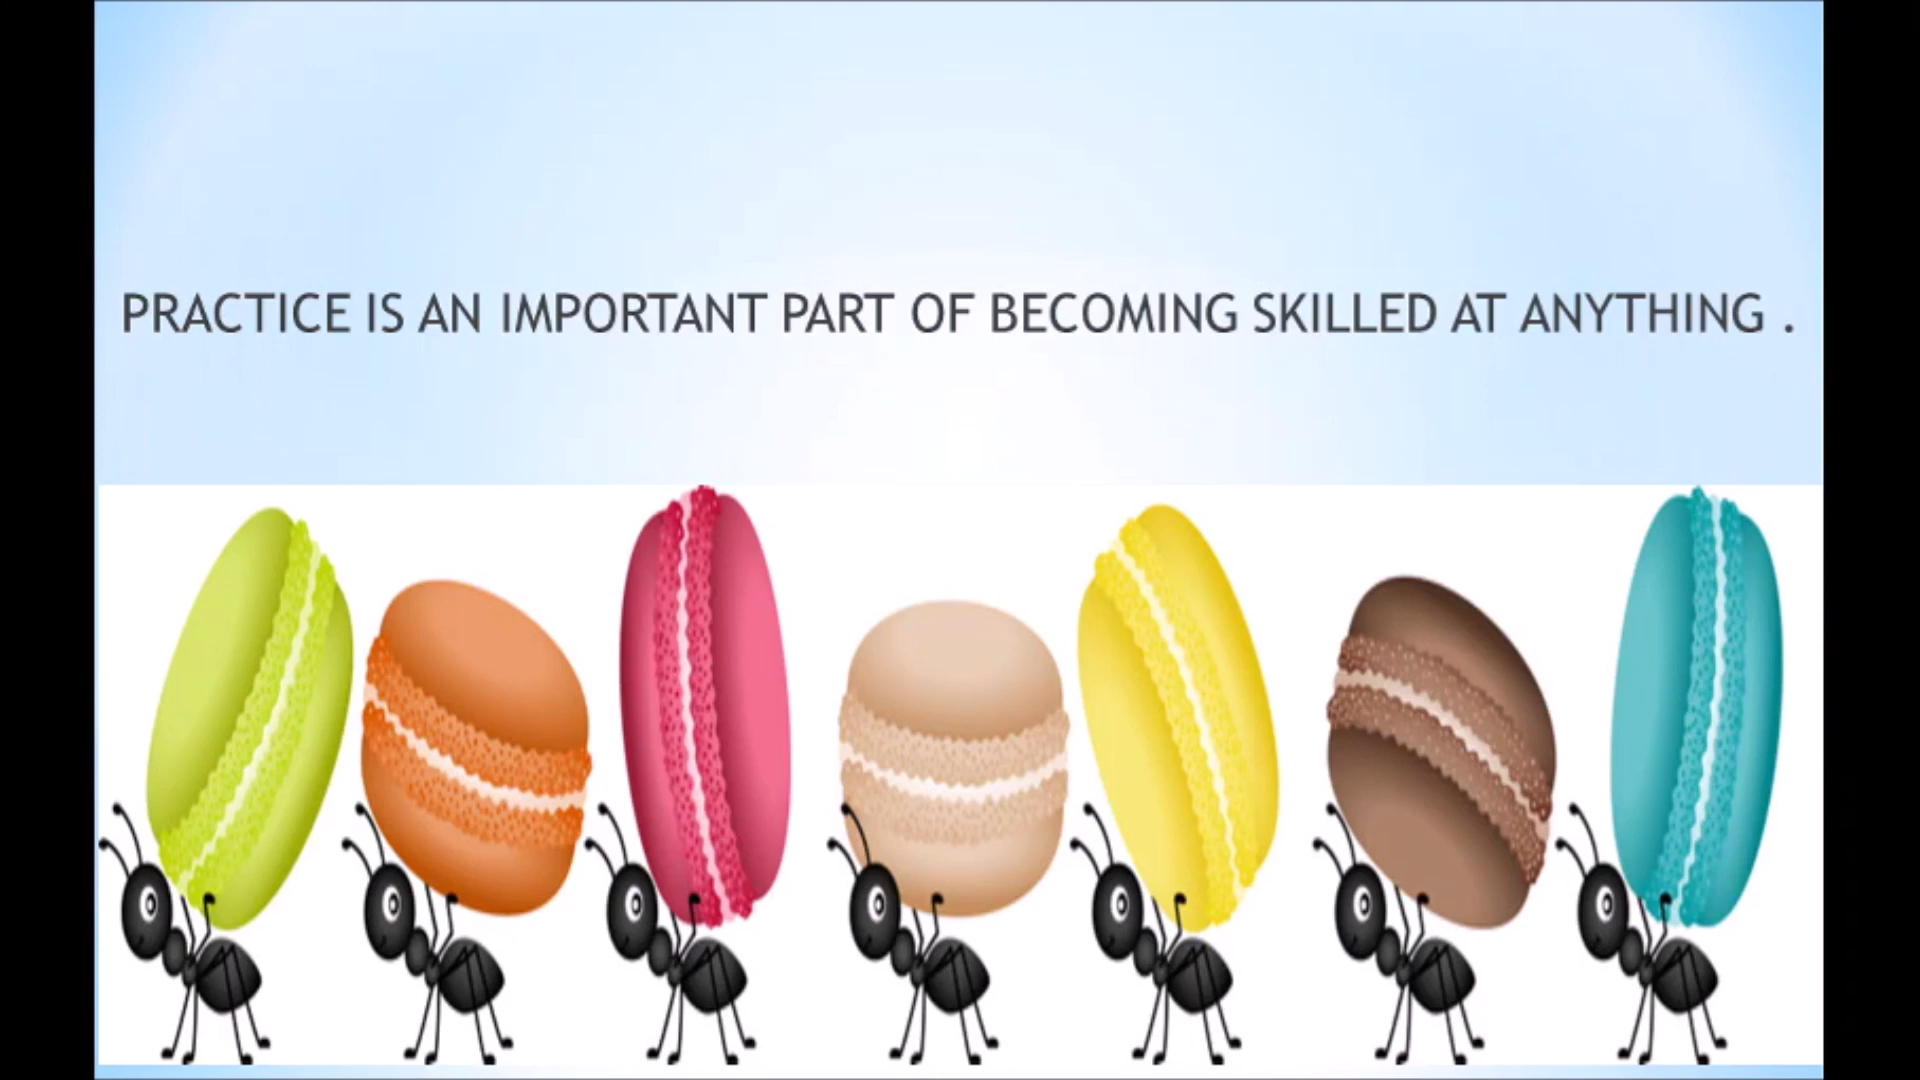 PRACTICE IS AN IMPORTANT PART OF BECOMING SKILLED AT ANYTHING .